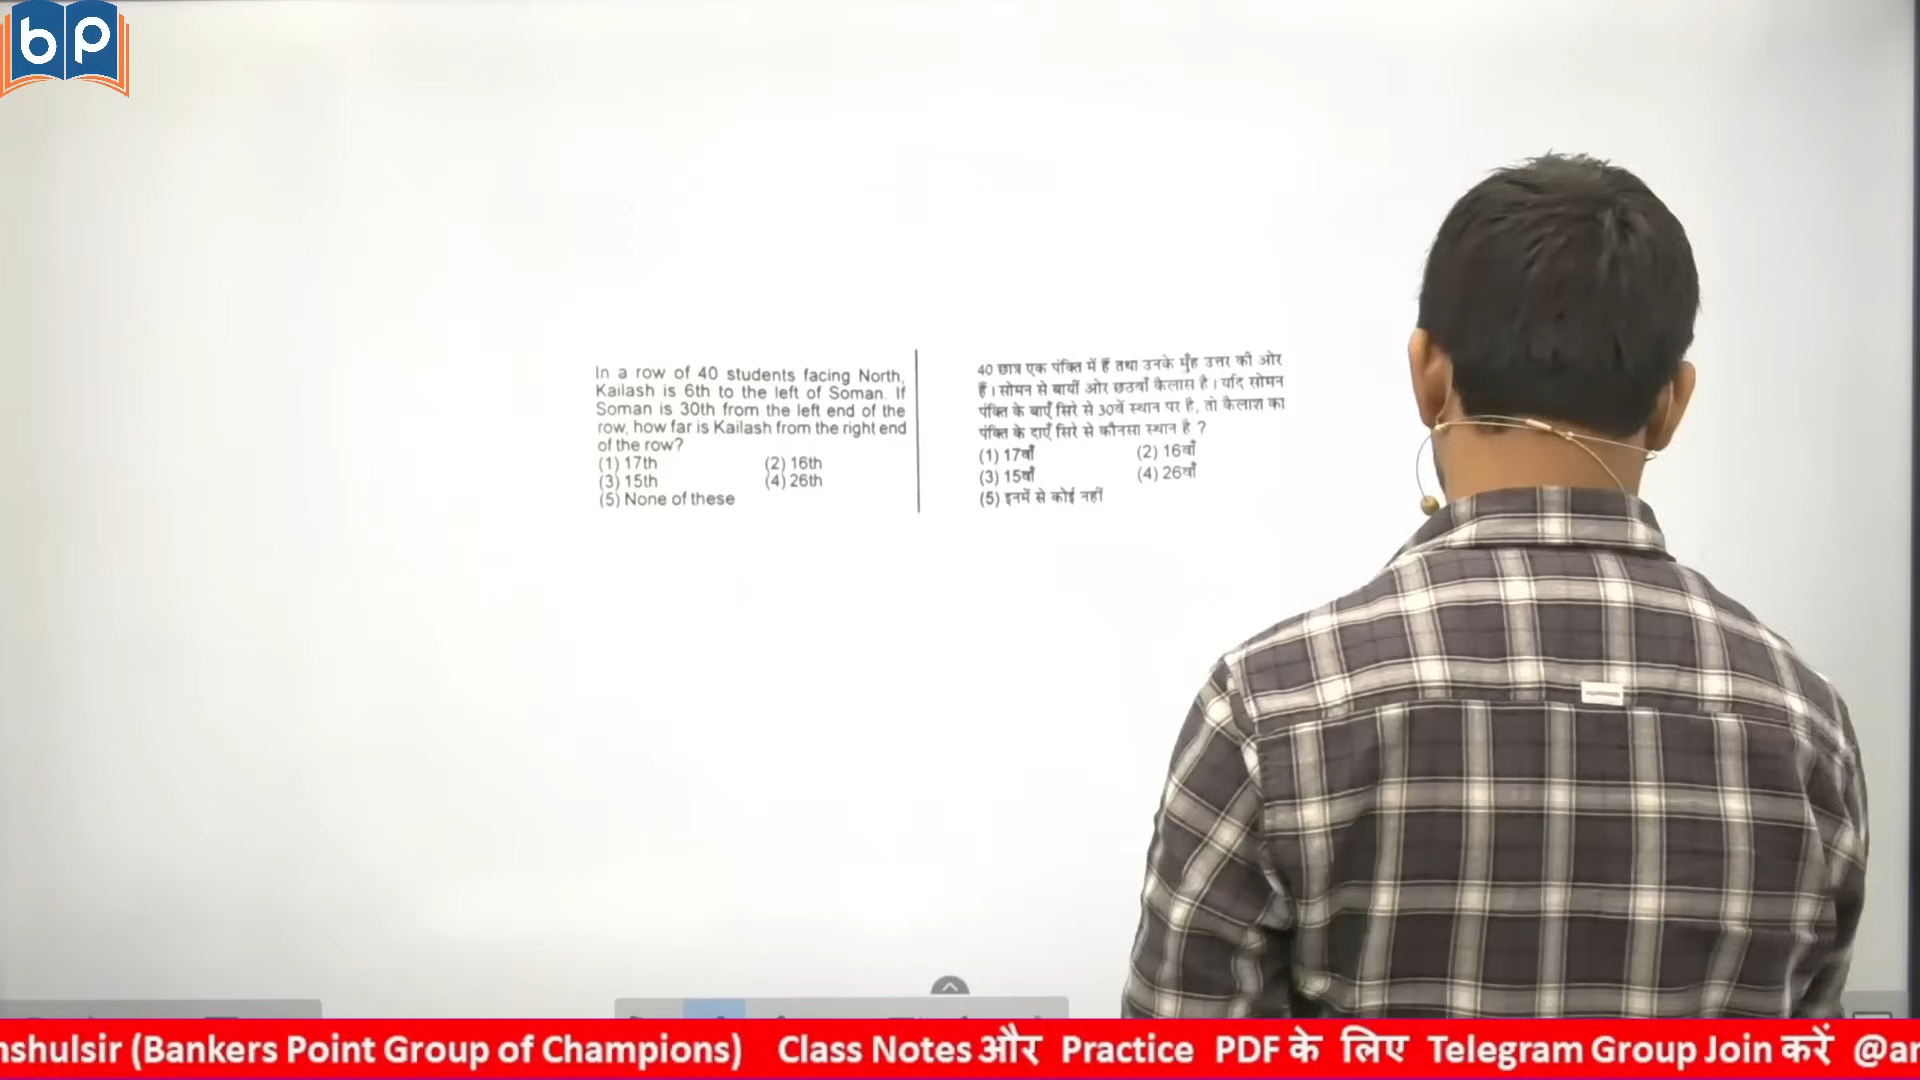 bp
In a row of 40 students facing North,
Kailash is 6th to the left of Soman. If
Soman is 30th from the left end of the
row, how far is Kailash from the right end
of the row?
(1) 17th (2) 16th
(3) 15th (4) 26th
(5) None of these
40 छात्र एक पंक्ति में हैं तथा उनके मुँह उत्तर की ओर
हैं। सोमन से बायीं ओर छठवाँ कैलास है। यदि सोमन
पंक्ति के बाएँ सिरे से 30वें स्थान पर है, तो कैलाश का
पंक्ति के दाएँ सिरे से कौनसा स्थान है ?
(1) 17वाँ (2) 16वाँ
(3) 15वाँ (4) 26वाँ
(5) इनमें से कोई नहीं
nshulsir (Bankers Point Group of Champions) Class Notes और Practice PDF के लिए Telegram Group Join करें @an